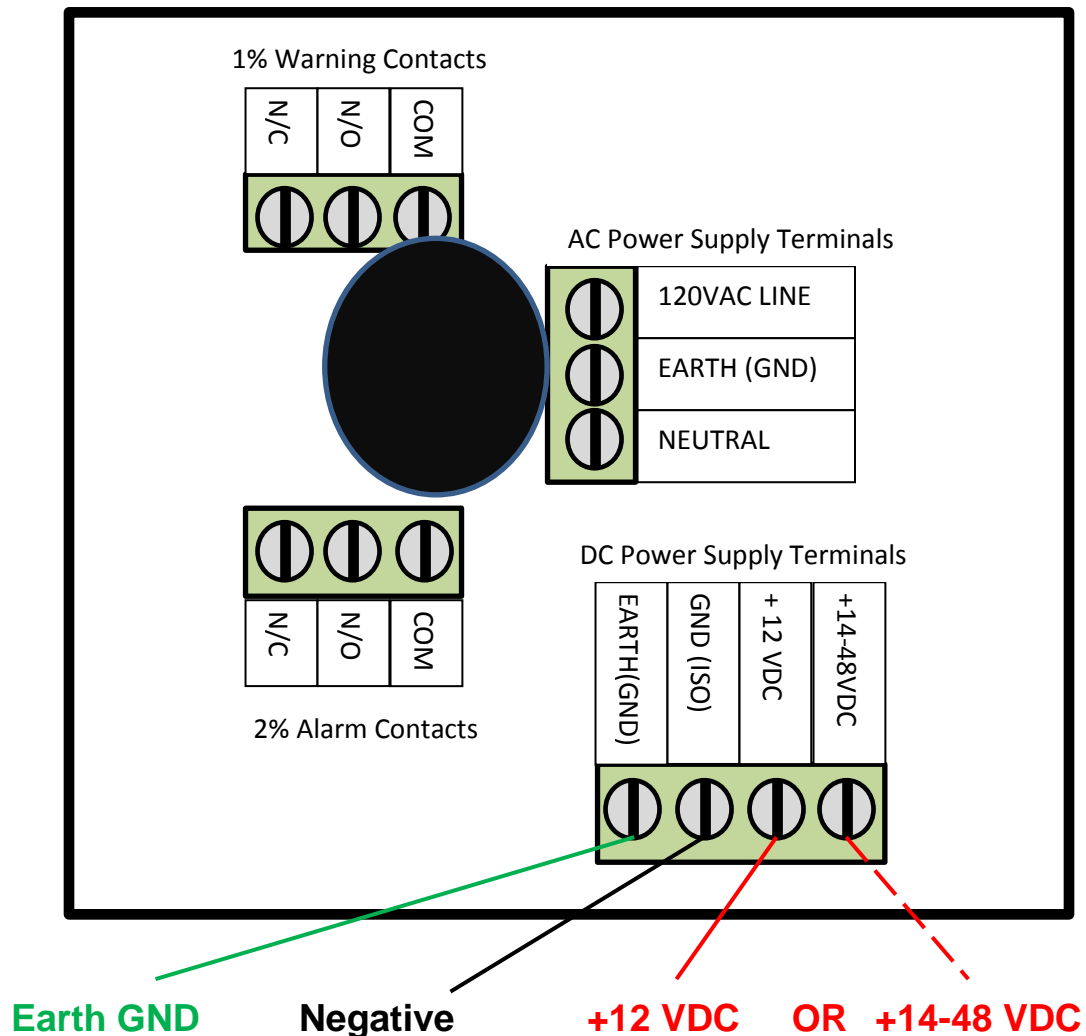 1% Warning Contacts
N/C
N/O
COM
AC Power Supply Terminals
120VAC LINE
EARTH (GND)
NEUTRAL
N/C
N/O
COM
2% Alarm Contacts
DC Power Supply Terminals
EARTH(GND)
GND (ISO)
+ 12 VDC
+14-48VDC
Earth GND Negative +12 VDC OR +14-48 VDC